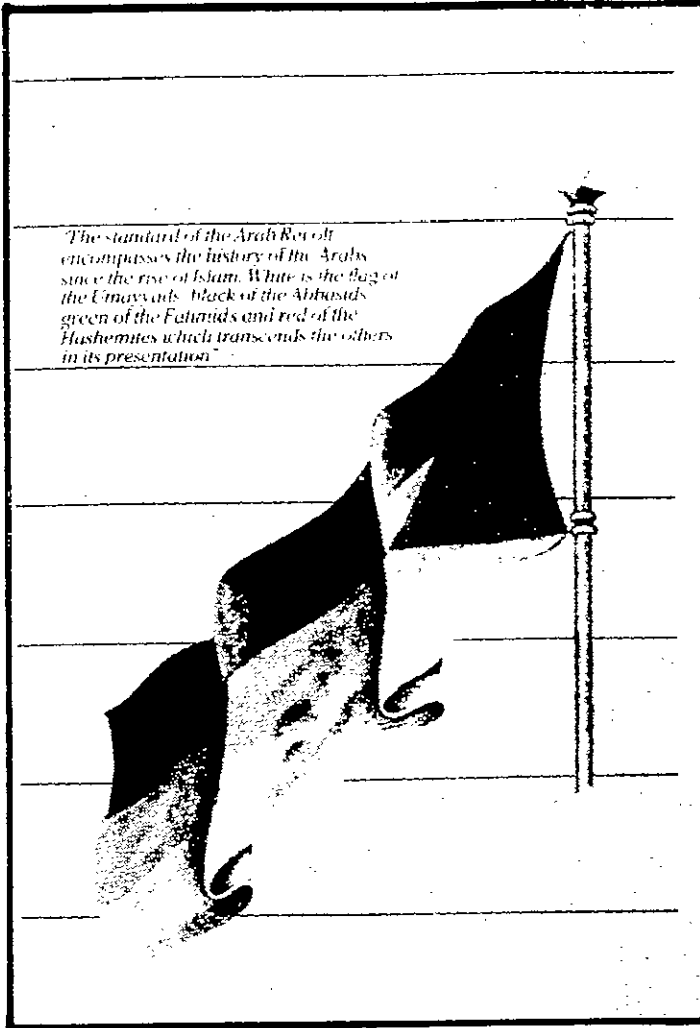 "The standard of the Arab Revolt
encompasses the history of the Arabs
since the rise of Islam. White is the flag of
the Umayyads, black of the Abbasids
green of the Fatimids and red of the
Hashemites which transcends the others
in its presentation"